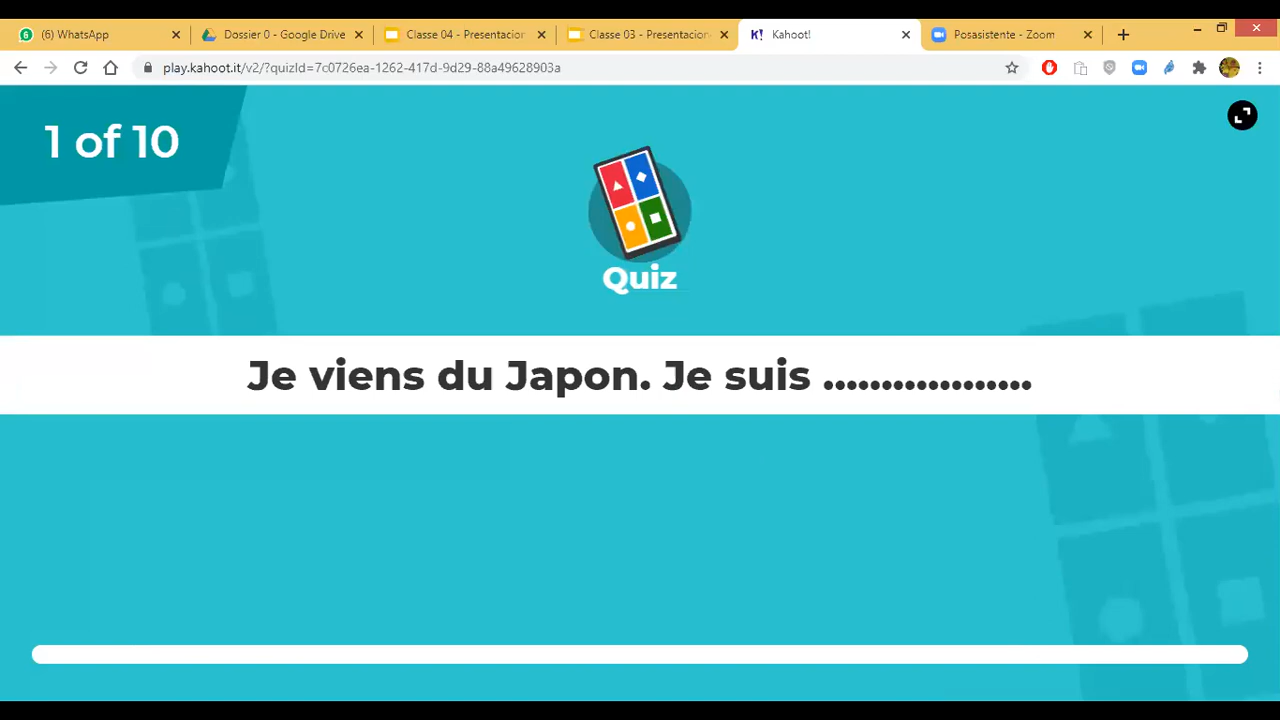 (6) WhatsApp
Dossier 0 - Google Drive
Classe 04 - Presentacion
Classe 03 - Presentacion
K! Kahoot!
Posasistente - Zoom
play.kahoot.it/v2/?quizId=7c0726ea-1262-417d-9d29-88a49628903a
1 of 10
Quiz
Je viens du Japon. Je suis ..................